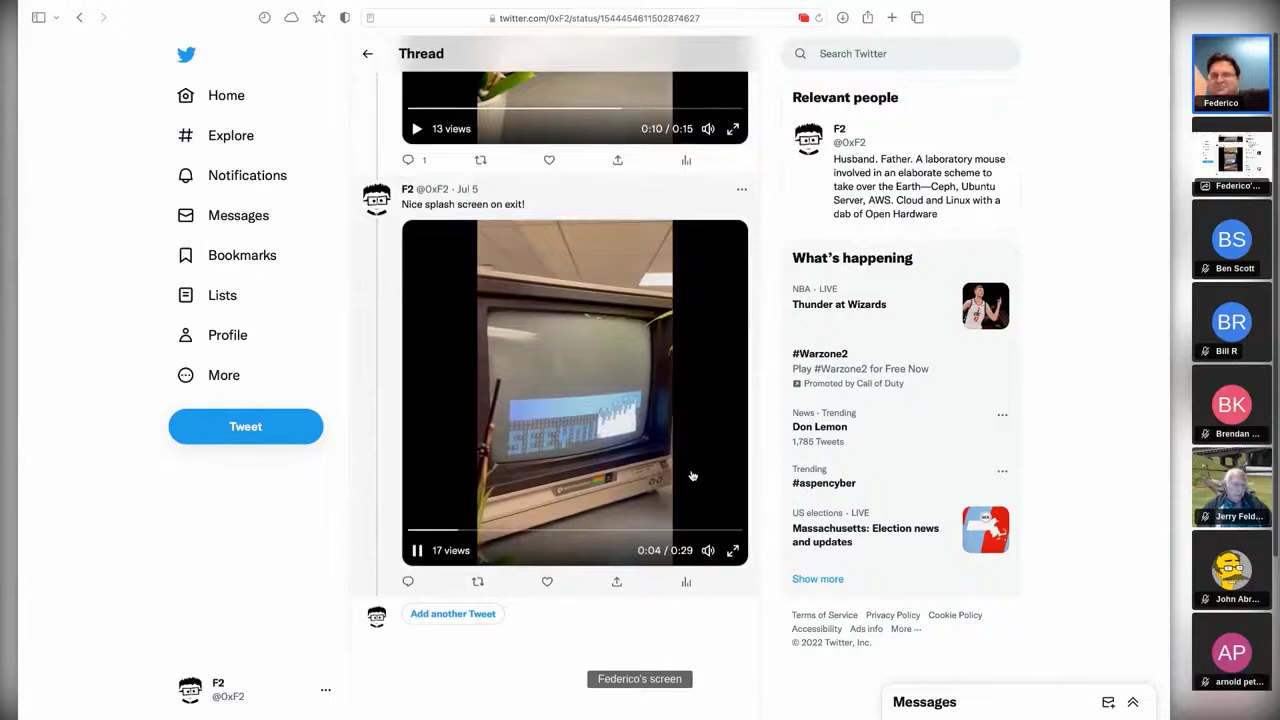 twitter.com/0xF2/status/1544454611502874627
Home
Explore
Notifications
Messages
Bookmarks
Lists
Profile
More
Tweet
F2
@0xF2
Thread
13 views
0:10 / 0:15
1
F2 @0xF2 · Jul 5
Nice splash screen on exit!
17 views
0:04 / 0:29
Add another Tweet
Federico's screen
Search Twitter
Relevant people
F2
@0xF2
Husband. Father. A laboratory mouse
involved in an elaborate scheme to
take over the Earth—Ceph, Ubuntu
Server, AWS. Cloud and Linux with a
dab of Open Hardware
What's happening
NBA · LIVE
Thunder at Wizards
#Warzone2
Play #Warzone2 for Free Now
Promoted by Call of Duty
News · Trending
Don Lemon
1,785 Tweets
Trending
#aspencyber
US elections · LIVE
Massachusetts: Election news
and updates
MA
Show more
Terms of Service Privacy Policy Cookie Policy
Accessibility Ads info More ···
© 2022 Twitter, Inc.
Messages
Federico
Federico'...
BS
Ben Scott
BR
Bill R
BK
Brendan ...
Jerry Feld...
John Abr...
AP
arnold pet...